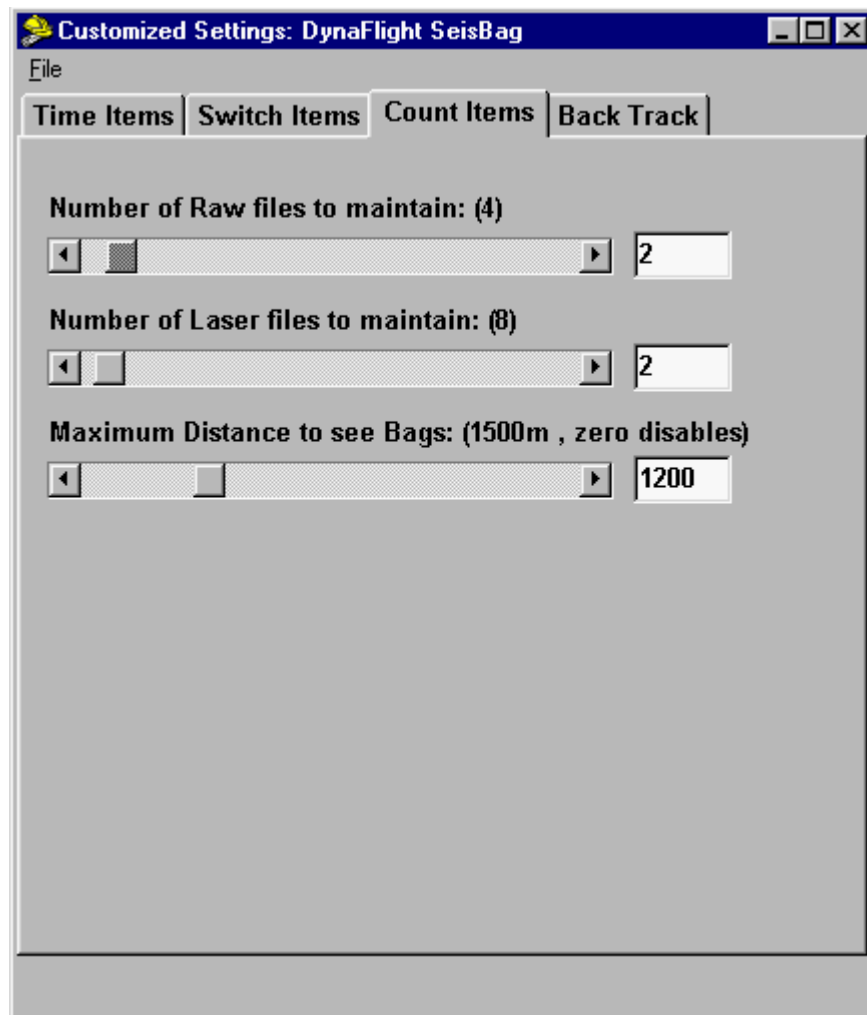 Customized Settings: DynaFlight SeisBag
File
Time Items Switch Items Count Items Back Track
Number of Raw files to maintain: (4)
2
Number of Laser files to maintain: (8)
2
Maximum Distance to see Bags: (1500m , zero disables)
1200